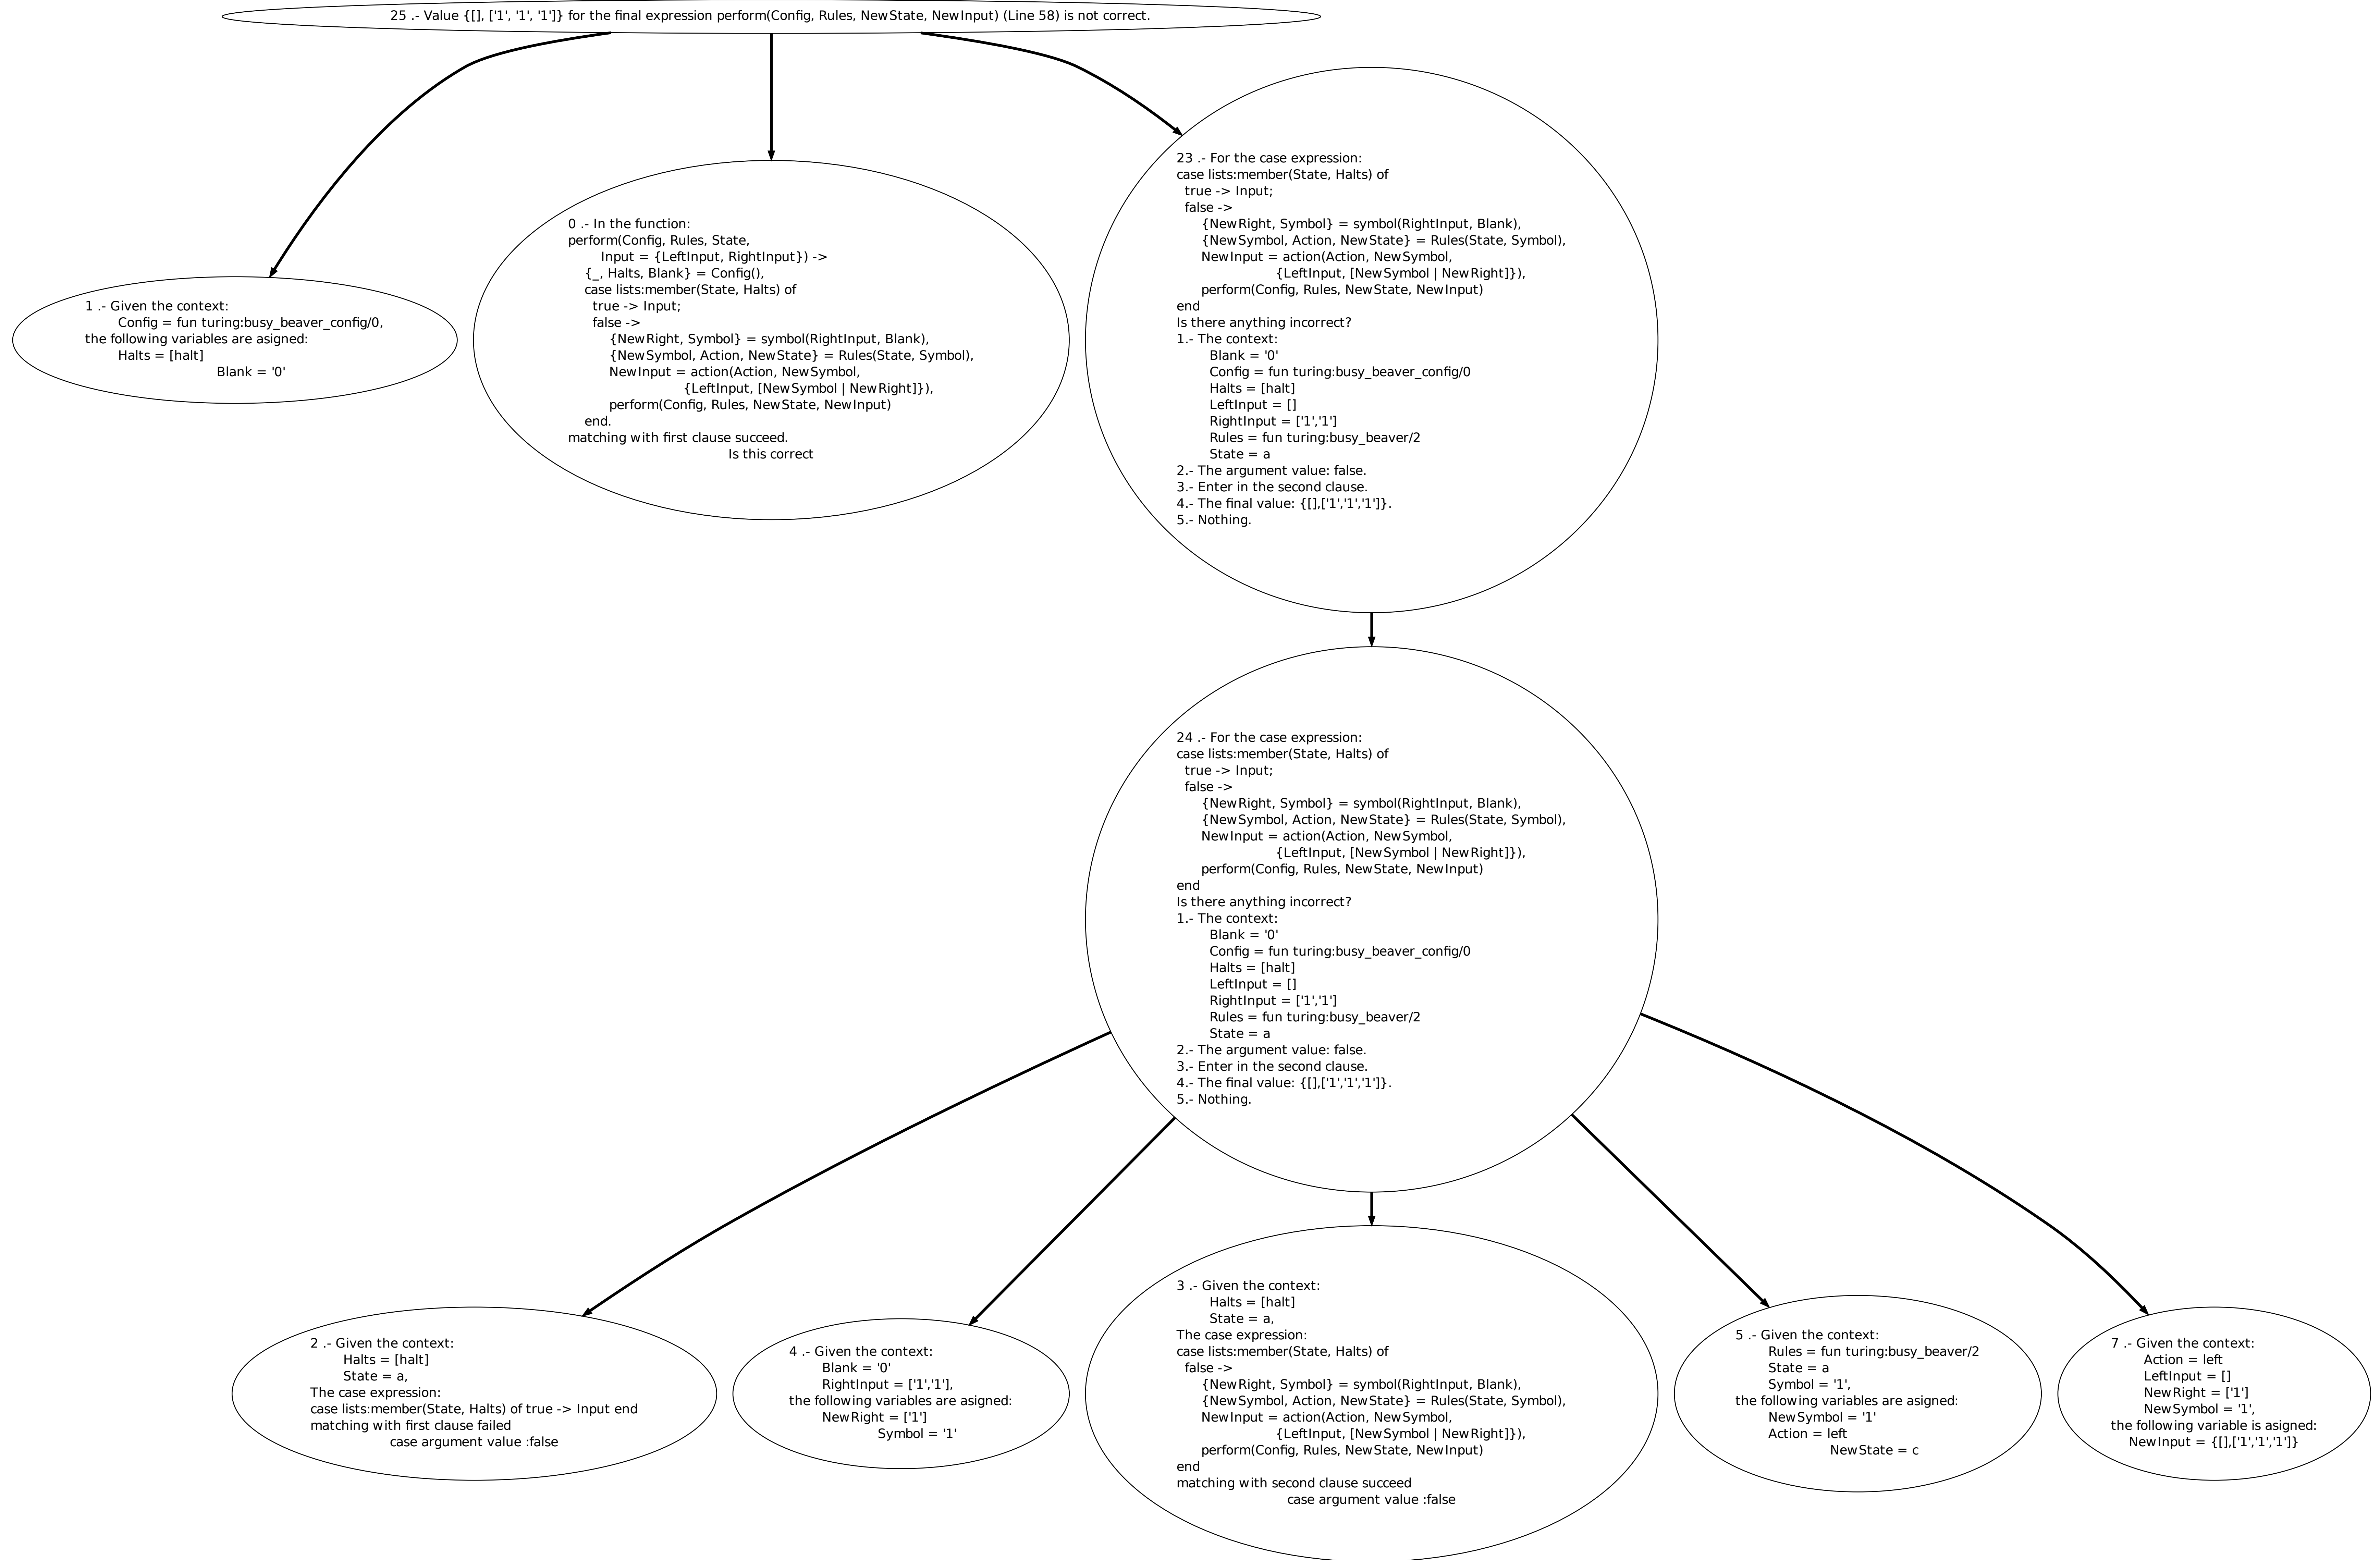 25 .- Value {[], ['1', '1', '1']} for the final expression perform(Config, Rules, NewState, NewInput) (Line 58) is not correct.
1 .- Given the context:
Config = fun turing:busy_beaver_config/0,
the following variables are asigned:
Halts = [halt]
Blank = '0'
0 .- In the function:
perform(Config, Rules, State,
Input = {LeftInput, RightInput}) ->
{_, Halts, Blank} = Config(),
case lists:member(State, Halts) of
true -> Input;
false ->
{NewRight, Symbol} = symbol(RightInput, Blank),
{NewSymbol, Action, NewState} = Rules(State, Symbol),
NewInput = action(Action, NewSymbol,
{LeftInput, [NewSymbol | NewRight]}),
perform(Config, Rules, NewState, NewInput)
end.
matching with first clause succeed.
Is this correct
23 .- For the case expression:
case lists:member(State, Halts) of
true -> Input;
false ->
{NewRight, Symbol} = symbol(RightInput, Blank),
{NewSymbol, Action, NewState} = Rules(State, Symbol),
NewInput = action(Action, NewSymbol,
{LeftInput, [NewSymbol | NewRight]}),
perform(Config, Rules, NewState, NewInput)
end
Is there anything incorrect?
1.- The context:
Blank = '0'
Config = fun turing:busy_beaver_config/0
Halts = [halt]
LeftInput = []
RightInput = ['1','1']
Rules = fun turing:busy_beaver/2
State = a
2.- The argument value: false.
3.- Enter in the second clause.
4.- The final value: {[],['1','1','1']}.
5.- Nothing.
24 .- For the case expression:
case lists:member(State, Halts) of
true -> Input;
false ->
{NewRight, Symbol} = symbol(RightInput, Blank),
{NewSymbol, Action, NewState} = Rules(State, Symbol),
NewInput = action(Action, NewSymbol,
{LeftInput, [NewSymbol | NewRight]}),
perform(Config, Rules, NewState, NewInput)
end
Is there anything incorrect?
1.- The context:
Blank = '0'
Config = fun turing:busy_beaver_config/0
Halts = [halt]
LeftInput = []
RightInput = ['1','1']
Rules = fun turing:busy_beaver/2
State = a
2.- The argument value: false.
3.- Enter in the second clause.
4.- The final value: {[],['1','1','1']}.
5.- Nothing.
2 .- Given the context:
Halts = [halt]
State = a,
The case expression:
case lists:member(State, Halts) of true -> Input end
matching with first clause failed
case argument value :false
4 .- Given the context:
Blank = '0'
RightInput = ['1','1'],
the following variables are asigned:
NewRight = ['1']
Symbol = '1'
3 .- Given the context:
Halts = [halt]
State = a,
The case expression:
case lists:member(State, Halts) of
false ->
{NewRight, Symbol} = symbol(RightInput, Blank),
{NewSymbol, Action, NewState} = Rules(State, Symbol),
NewInput = action(Action, NewSymbol,
{LeftInput, [NewSymbol | NewRight]}),
perform(Config, Rules, NewState, NewInput)
end
matching with second clause succeed
case argument value :false
5 .- Given the context:
Rules = fun turing:busy_beaver/2
State = a
Symbol = '1',
the following variables are asigned:
NewSymbol = '1'
Action = left
NewState = c
7 .- Given the context:
Action = left
LeftInput = []
NewRight = ['1']
NewSymbol = '1',
the following variable is asigned:
NewInput = {[],['1','1','1']}